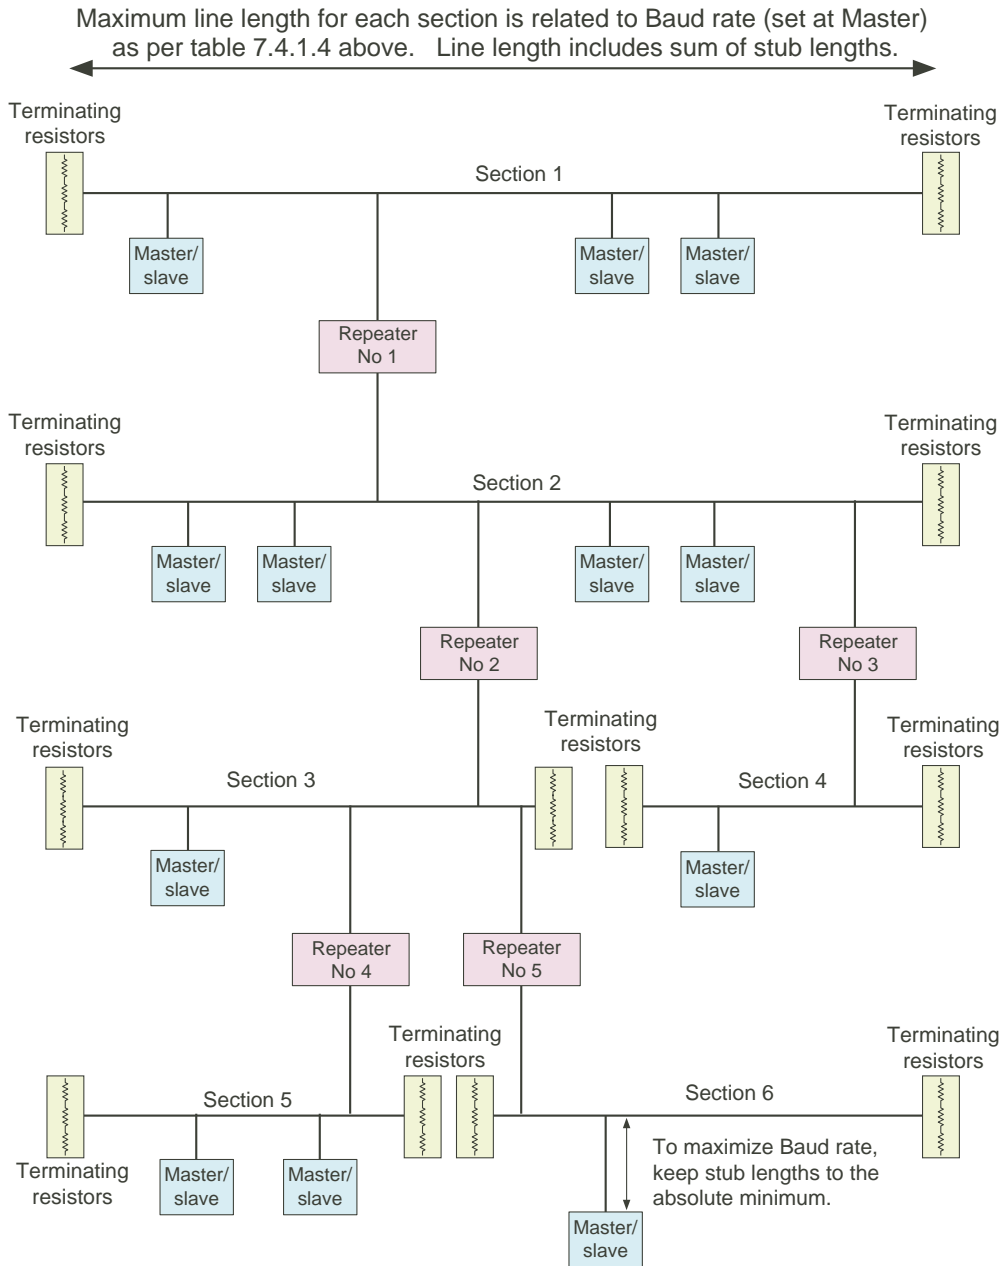 Maximum line length for each section is related to Baud rate (set at Master)
as per table 7.4.1.4 above. Line length includes sum of stub lengths.
Terminating
resistors
Terminating
resistors
Section 1
Master/
slave
Master/
slave
Master/
slave
Repeater
No 1
Terminating
resistors
Terminating
resistors
Section 2
Master/
slave
Master/
slave
Master/
slave
Master/
slave
Repeater
No 2
Repeater
No 3
Terminating
resistors
Terminating
resistors
Terminating
resistors
Section 3
Section 4
Master/
slave
Master/
slave
Repeater
No 4
Repeater
No 5
Terminating
resistors
Terminating
resistors
Section 5
Section 6
Terminating
resistors
Master/
slave
Master/
slave
To maximize Baud rate,
keep stub lengths to the
absolute minimum.
Master/
slave